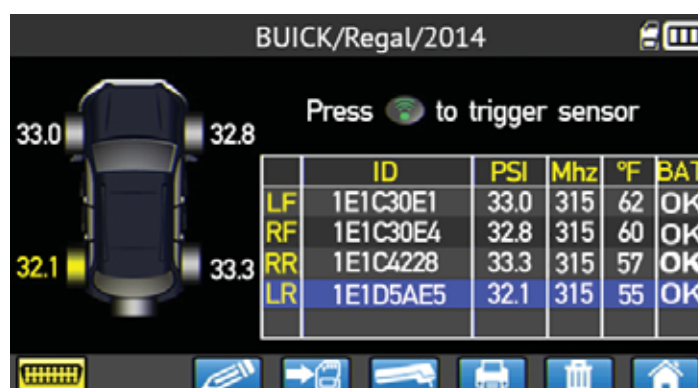 BUICK/Regal/2014
Press to trigger sensor
33.0 32.8
32.1 33.3
ID PSI Mhz °F BAT
LF 1E1C30E1 33.0 315 62 OK
RF 1E1C30E4 32.8 315 60 OK
RR 1E1C4228 33.3 315 57 OK
LR 1E1D5AE5 32.1 315 55 OK